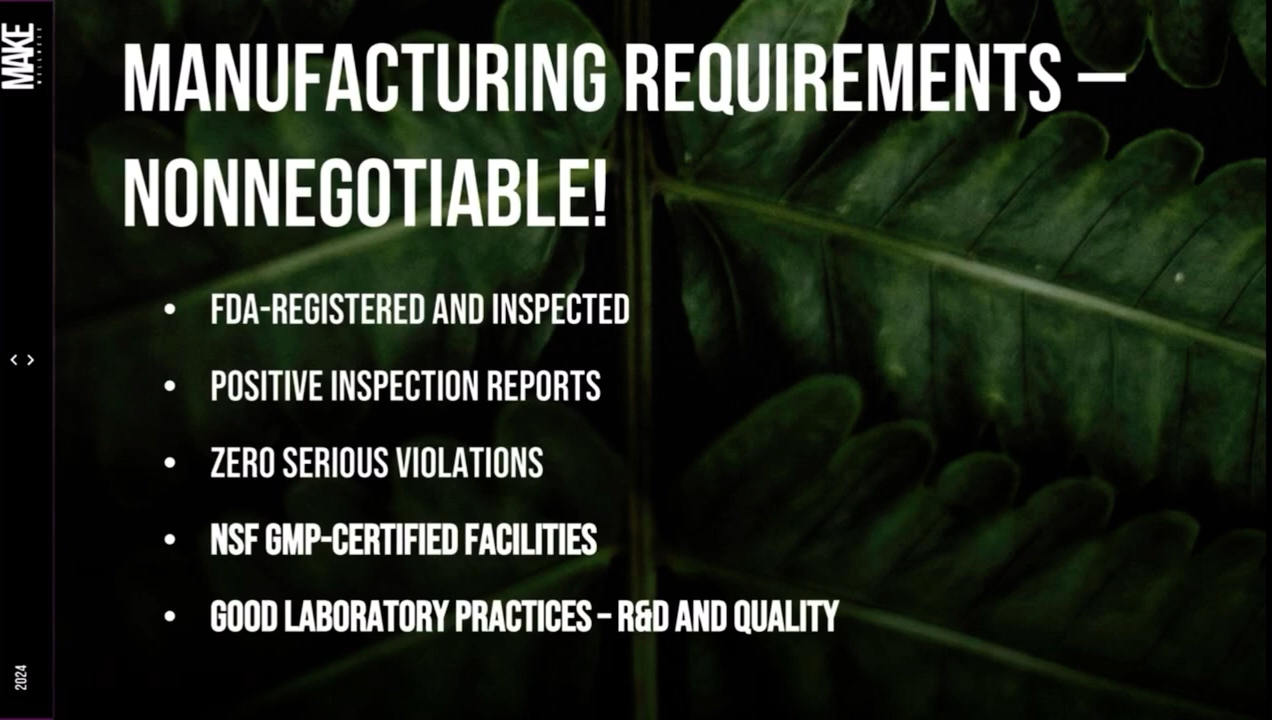 MAKE
WELLNESS
MANUFACTURING REQUIREMENTS –
NONNEGOTIABLE!
• FDA-REGISTERED AND INSPECTED
• POSITIVE INSPECTION REPORTS
• ZERO SERIOUS VIOLATIONS
• NSF GMP-CERTIFIED FACILITIES
• GOOD LABORATORY PRACTICES – R&D AND QUALITY
2024